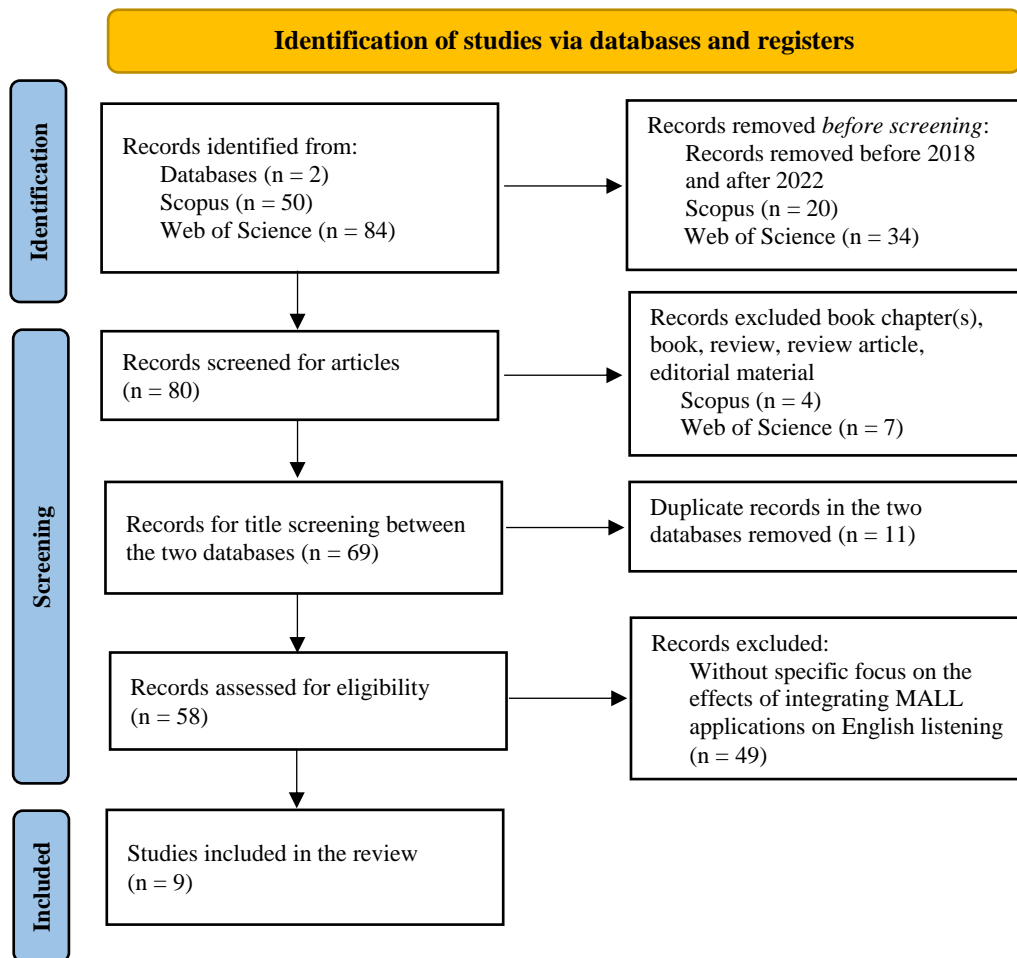 Identification of studies via databases and registers
Identification
Records identified from:
Databases (n = 2)
Scopus (n = 50)
Web of Science (n = 84)
Records removed before screening:
Records removed before 2018
and after 2022
Scopus (n = 20)
Web of Science (n = 34)
Screening
Records screened for articles
(n = 80)
Records excluded book chapter(s),
book, review, review article,
editorial material
Scopus (n = 4)
Web of Science (n = 7)
Records for title screening between
the two databases (n = 69)
Duplicate records in the two
databases removed (n = 11)
Records assessed for eligibility
(n = 58)
Records excluded:
Without specific focus on the
effects of integrating MALL
applications on English listening
(n = 49)
Included
Studies included in the review
(n = 9)